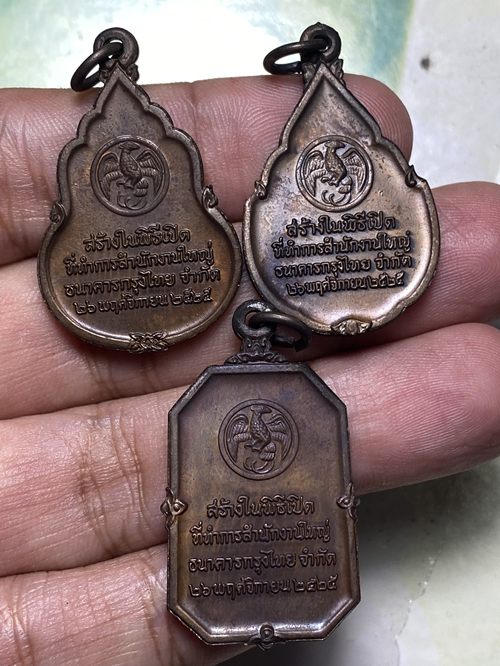 สร้างในพิธีเปิด
ที่ทำการสำนักงานใหญ่
ธนาคารกรุงไทย จำกัด
๒๖ พฤศจิกายน ๒๕๒๕
สร้างในพิธีเปิด
ที่ทำการสำนักงานใหญ่
ธนาคารกรุงไทย จำกัด
๒๖ พฤศจิกายน ๒๕๒๕
สร้างในพิธีเปิด
ที่ทำการสำนักงานใหญ่
ธนาคารกรุงไทย จำกัด
๒๖ พฤศจิกายน ๒๕๒๕